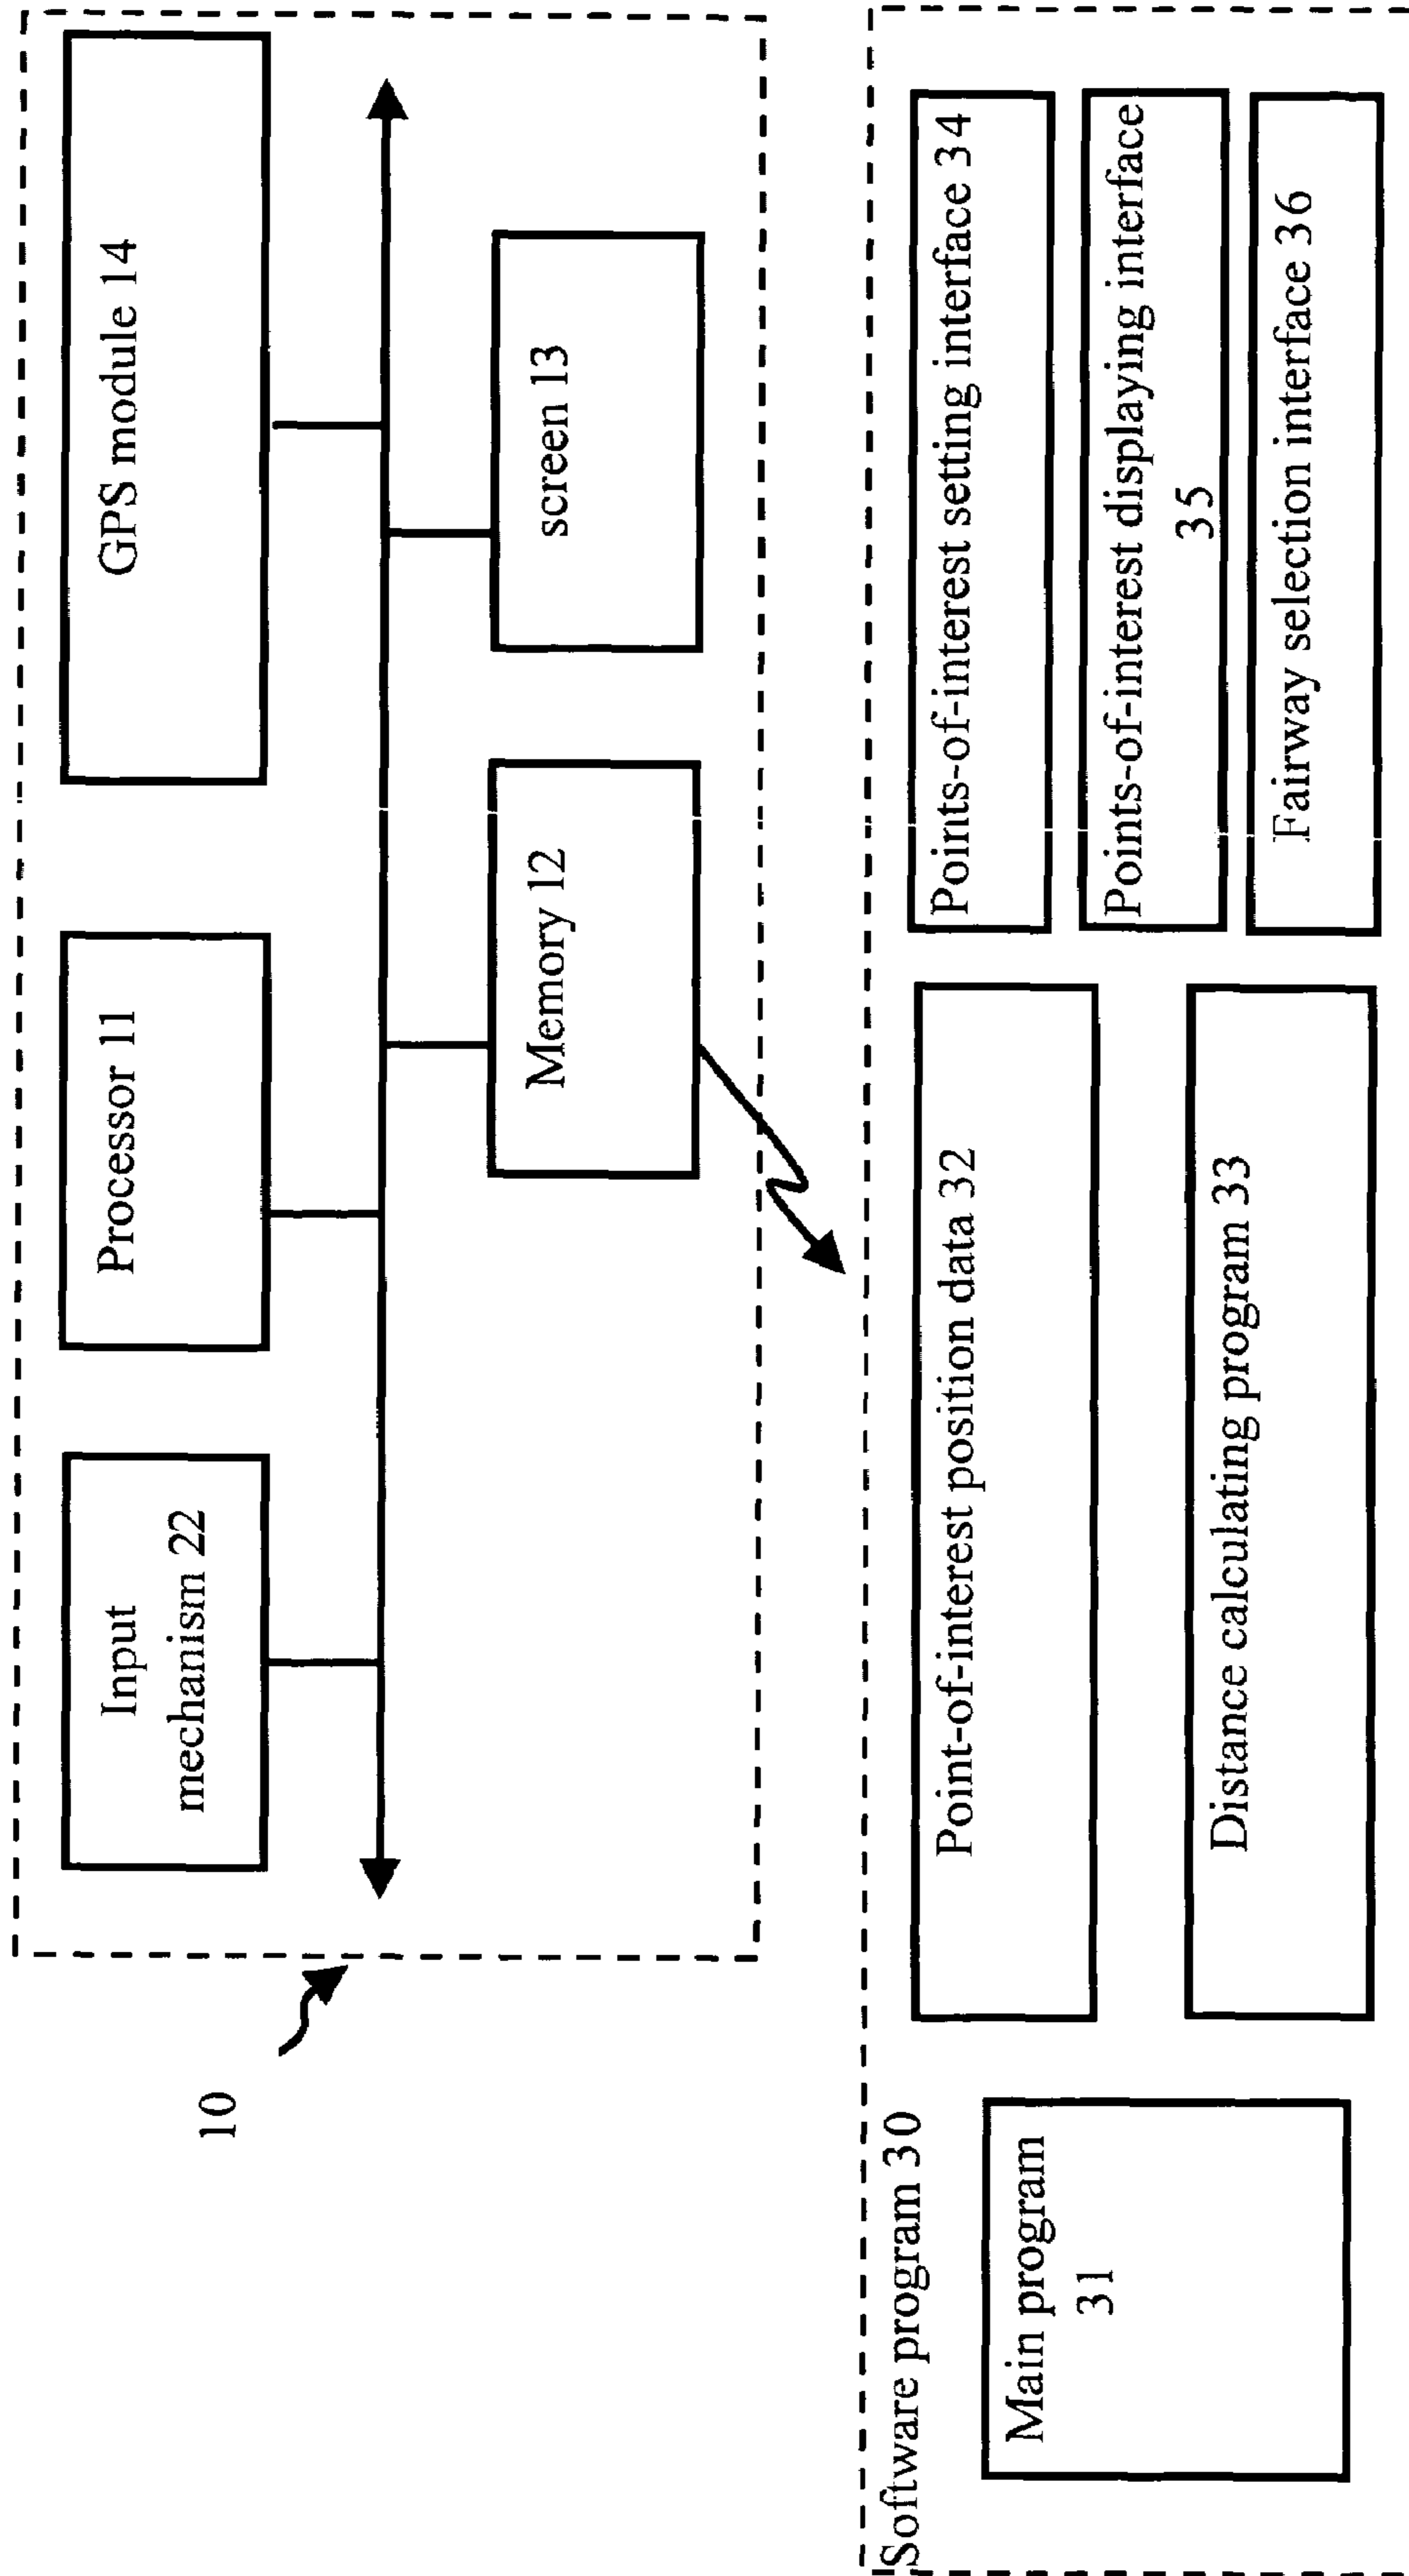 10
Input
mechanism 22
Processor 11
GPS module 14
Memory 12
screen 13
Software program 30
Main program
31
Point-of-interest position data 32
Distance calculating program 33
Points-of-interest setting interface 34
Points-of-interest displaying interface
35
Fairway selection interface 36